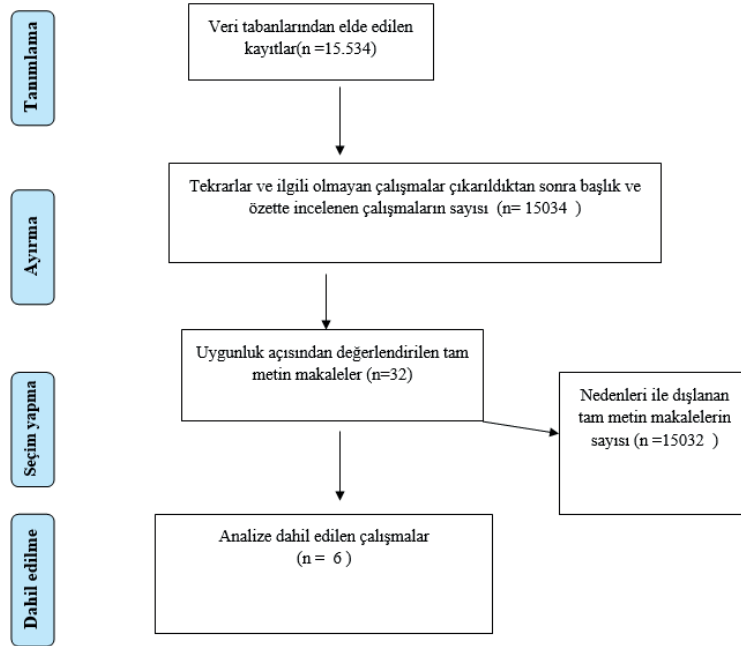 Tanımlama
Veri tabanlarından elde edilen
kayıtlar(n =15.534)
Ayırma
Tekrarlar ve ilgili olmayan çalışmalar çıkarıldıktan sonra başlık ve
özette incelenen çalışmaların sayısı (n= 15034 )
Seçim yapma
Uygunluk açısından değerlendirilen tam
metin makaleler (n=32)
Nedenleri ile dışlanan
tam metin makalelerin
sayısı (n =15032 )
Dahil edilme
Analize dahil edilen çalışmalar
(n = 6 )